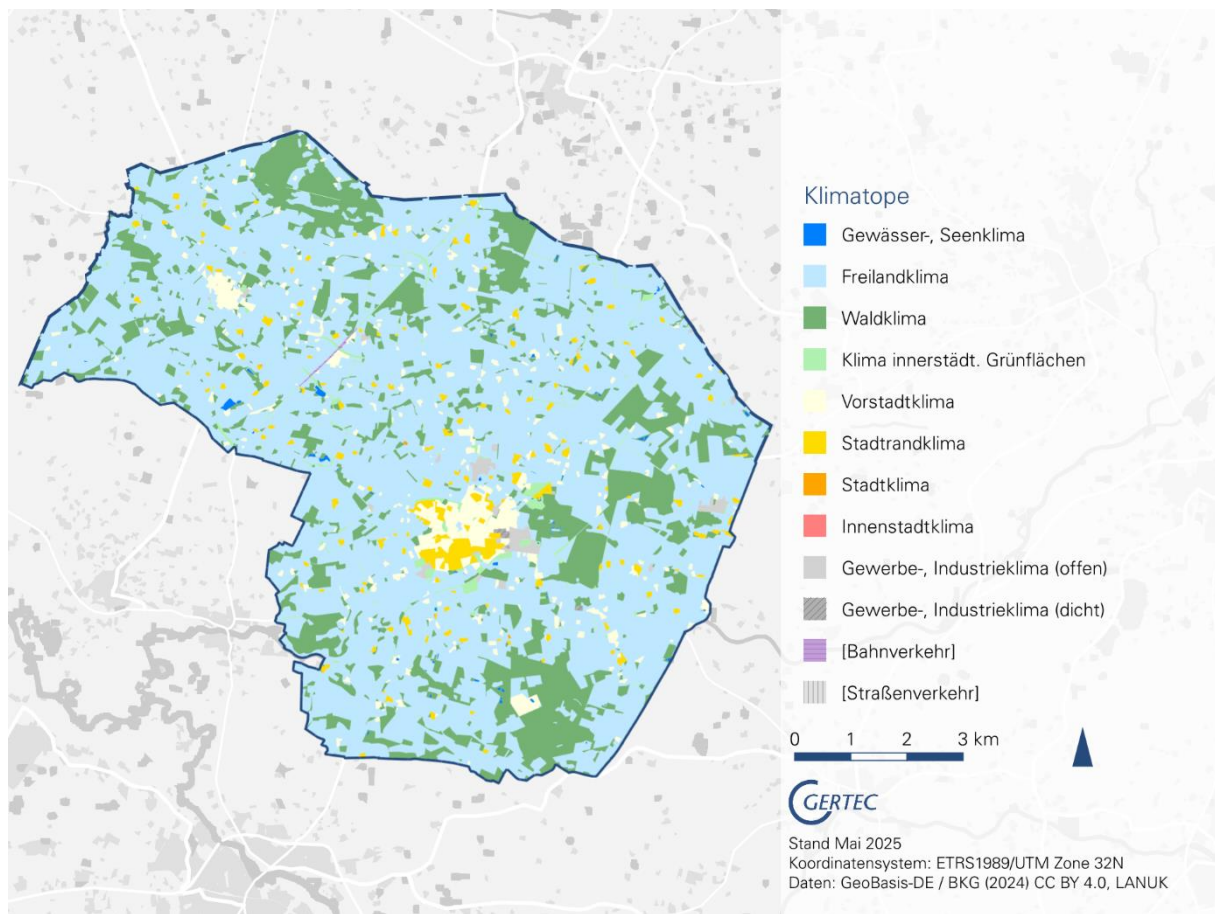 Klimatope
Gewässer-, Seenklima
Freilandklima
Waldklima
Klima innerstädt. Grünflächen
Vorstadtklima
Stadtrandklima
Stadtklima
Innenstadtklima
Gewerbe-, Industrieklima (offen)
Gewerbe-, Industrieklima (dicht)
[Bahnverkehr]
[Straßenverkehr]
0 1 2 3 km
GERTEC
Stand Mai 2025
Koordinatensystem: ETRS1989/UTM Zone 32N
Daten: GeoBasis-DE / BKG (2024) CC BY 4.0, LANUK